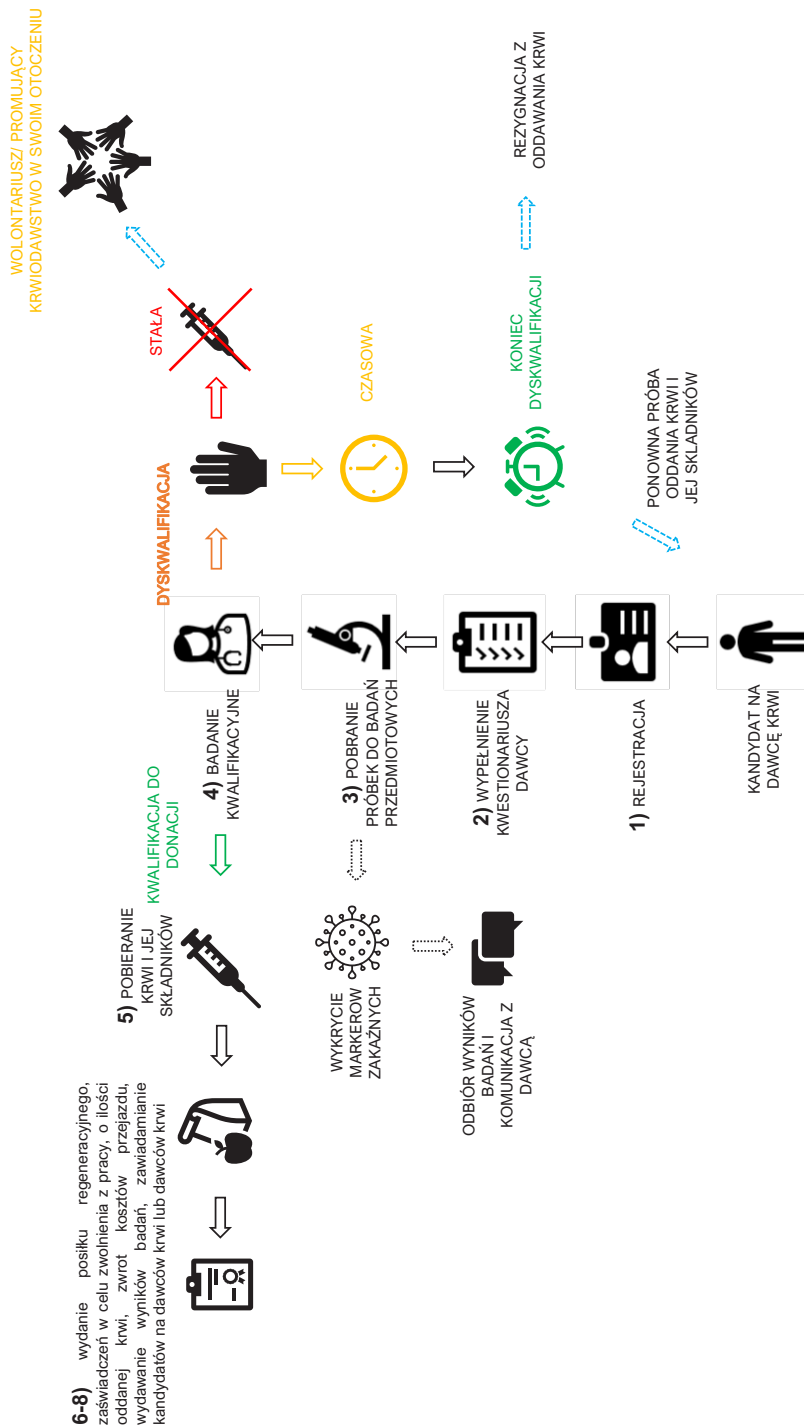 WOLONTARIUSZ/ PROMUJĄCY
KRWIODAWSTWO W SWOIM OTOCZENIU
STAŁA
DYSKWALIFIKACJA
CZASOWA
KONIEC
DYSKWALIFIKACJI
REZYGNACJA Z
ODDAWANIA KRWI
PONOWNA PRÓBA
ODDANIA KRWI I
JEJ SKLADNIKÓW
KANDYDAT NA
DAWCĘ KRWI
1) REJESTRACJA
2) WYPEŁNIENIE
KWESTIONARIUSZA
DAWCY
3) POBRANIE
PRÓBEK DO BADAŃ
PRZEDMIOTOWYCH
4) BADANIE
KWALIFIKACYJNE
KWALIFIKACJA DO
DONACJI
5) POBIERANIE
KRWI I JEJ
SKŁADNIKÓW
WYKRYCIE
MARKEROW
ZAKAŹNYCH
ODBIÓR WYNIKÓW
BADAŃ I
KOMUNIKACJA Z
DAWCĄ
6-8) wydanie posiłku regeneracyjnego,
zaświadczeń w celu zwolnienia z pracy, o ilości
oddanej krwi, zwrot kosztów przejazdu,
wydawanie wyników badań, zawiadamianie
kandydatów na dawców krwi lub dawców krwi